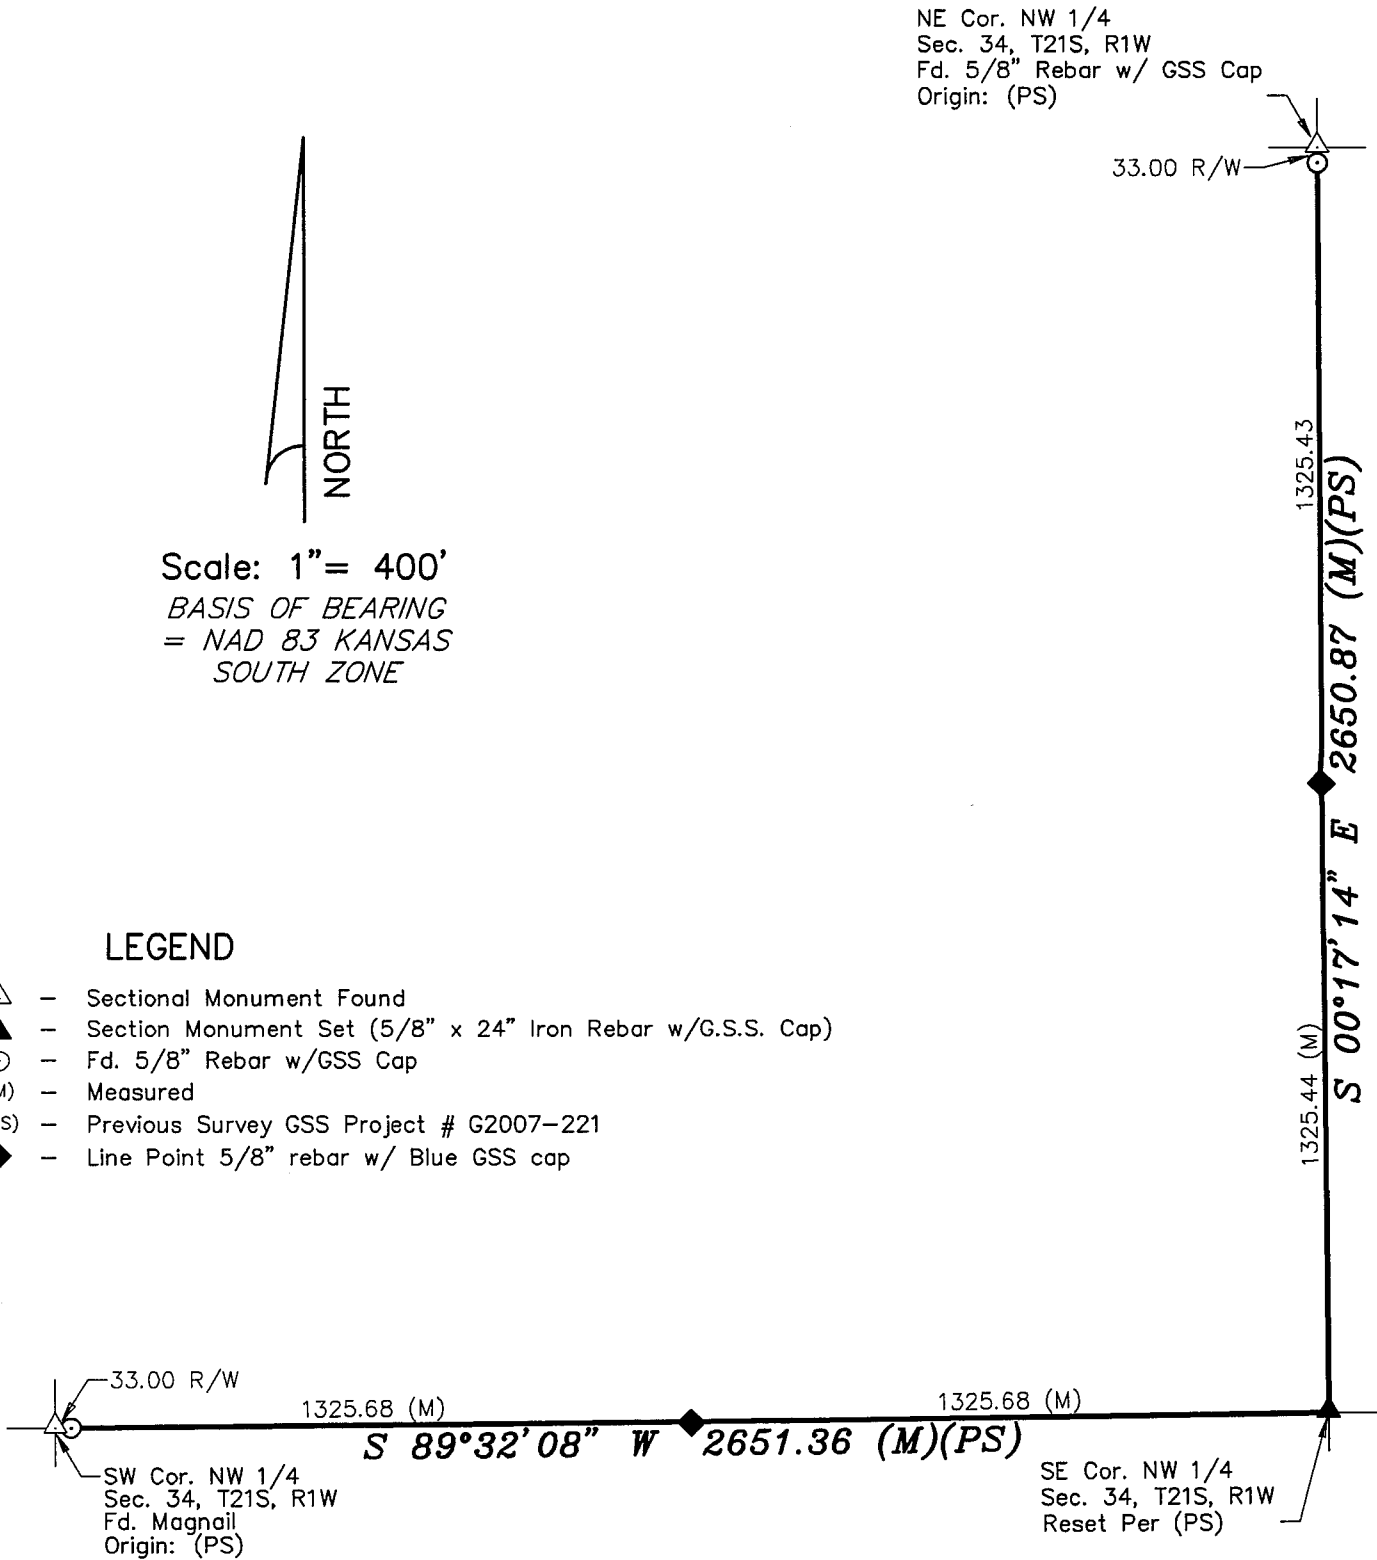 NE Cor. NW 1/4
Sec. 34, T21S, R1W
Fd. 5/8" Rebar w/ GSS Cap
Origin: (PS)
33.00 R/W
NORTH
Scale: 1"= 400'
BASIS OF BEARING
= NAD 83 KANSAS
SOUTH ZONE
1325.43
S 00°17'14" E 2650.87 (M)(PS)
1325.44 (M)
LEGEND
– Sectional Monument Found
– Section Monument Set (5/8" x 24" Iron Rebar w/G.S.S. Cap)
– Fd. 5/8" Rebar w/GSS Cap
M) – Measured
S) – Previous Survey GSS Project # G2007–221
– Line Point 5/8" rebar w/ Blue GSS cap
33.00 R/W
1325.68 (M)
1325.68 (M)
S 89°32'08" W 2651.36 (M)(PS)
SW Cor. NW 1/4
Sec. 34, T21S, R1W
Fd. Magnail
Origin: (PS)
SE Cor. NW 1/4
Sec. 34, T21S, R1W
Reset Per (PS)